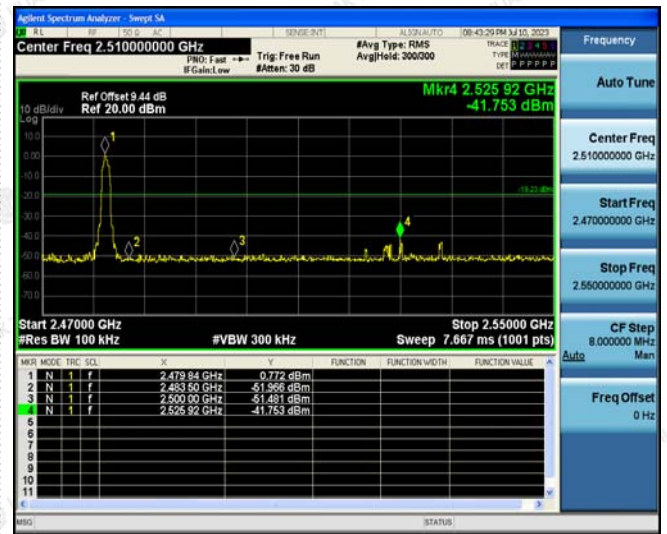 Agilent Spectrum Analyzer - Swept SA
RL RF 50 Ω AC SENSE:INT ALIGNAUTO 08:43:29 PM Jul 10, 2023
Center Freq 2.510000000 GHz #Avg Type: RMS TRACE 1 2 3 4 5 6
PNO: Fast Trig: Free Run Avg|Hold: 300/300 TYPE
IFGain:Low #Atten: 30 dB DET P P P P P P
Mkr4 2.525 92 GHz
Ref Offset 9.44 dB
10 dB/div Ref 20.00 dBm -41.753 dBm
Log
10.0
0.00
-10.0
-20.0
-30.0
-40.0
-50.0
-60.0
-70.0
1
2
3
4
-19.23 dBm
Start 2.47000 GHz Stop 2.55000 GHz
#Res BW 100 kHz #VBW 300 kHz Sweep 7.667 ms (1001 pts)
MKR MODE TRC SCL X Y FUNCTION FUNCTION WIDTH FUNCTION VALUE
1 N 1 f 2.479 84 GHz 0.772 dBm
2 N 1 f 2.483 50 GHz -51.966 dBm
3 N 1 f 2.500 00 GHz -51.481 dBm
4 N 1 f 2.525 92 GHz -41.753 dBm
5
6
7
8
9
10
11
MSG STATUS
Frequency
Auto Tune
Center Freq
2.510000000 GHz
Start Freq
2.470000000 GHz
Stop Freq
2.550000000 GHz
CF Step
8.000000 MHz
Auto Man
Freq Offset
0 Hz